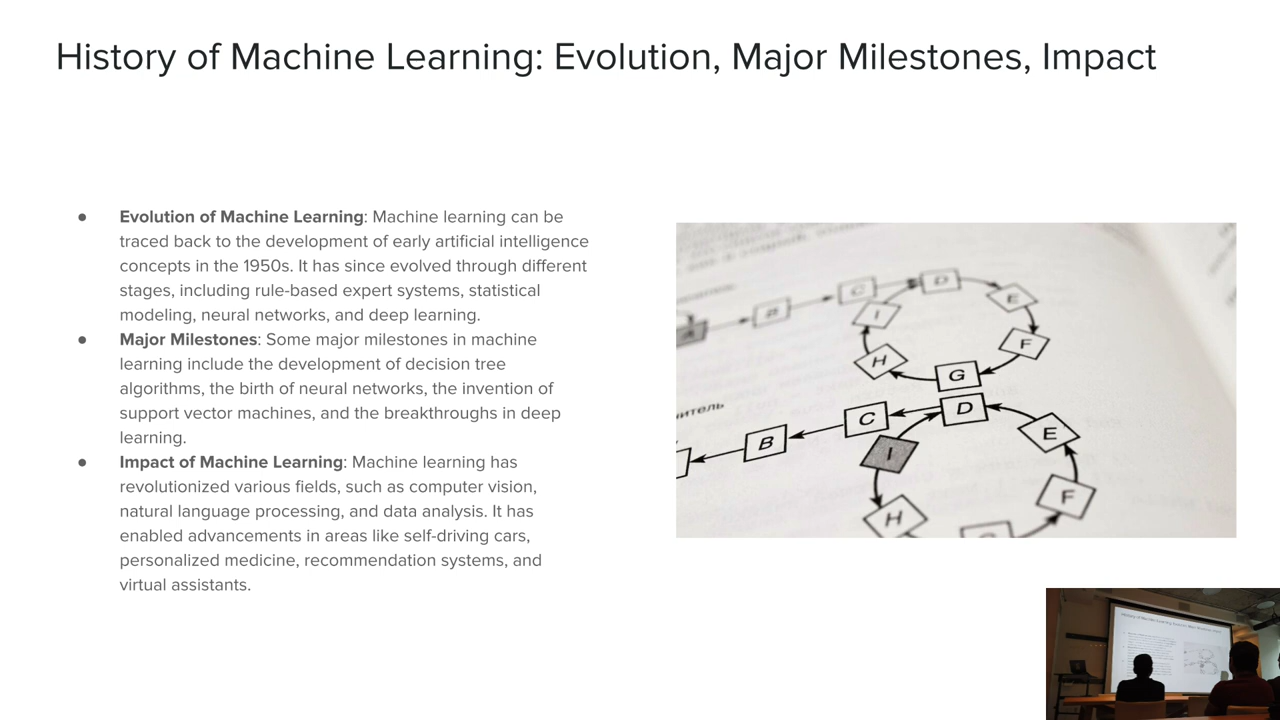 History of Machine Learning: Evolution, Major Milestones, Impact
● Evolution of Machine Learning: Machine learning can be
traced back to the development of early artificial intelligence
concepts in the 1950s. It has since evolved through different
stages, including rule-based expert systems, statistical
modeling, neural networks, and deep learning.
● Major Milestones: Some major milestones in machine
learning include the development of decision tree
algorithms, the birth of neural networks, the invention of
support vector machines, and the breakthroughs in deep
learning.
● Impact of Machine Learning: Machine learning has
revolutionized various fields, such as computer vision,
natural language processing, and data analysis. It has
enabled advancements in areas like self-driving cars,
personalized medicine, recommendation systems, and
virtual assistants.
B C D
I E
H F
G
C D
B E
I
F
H